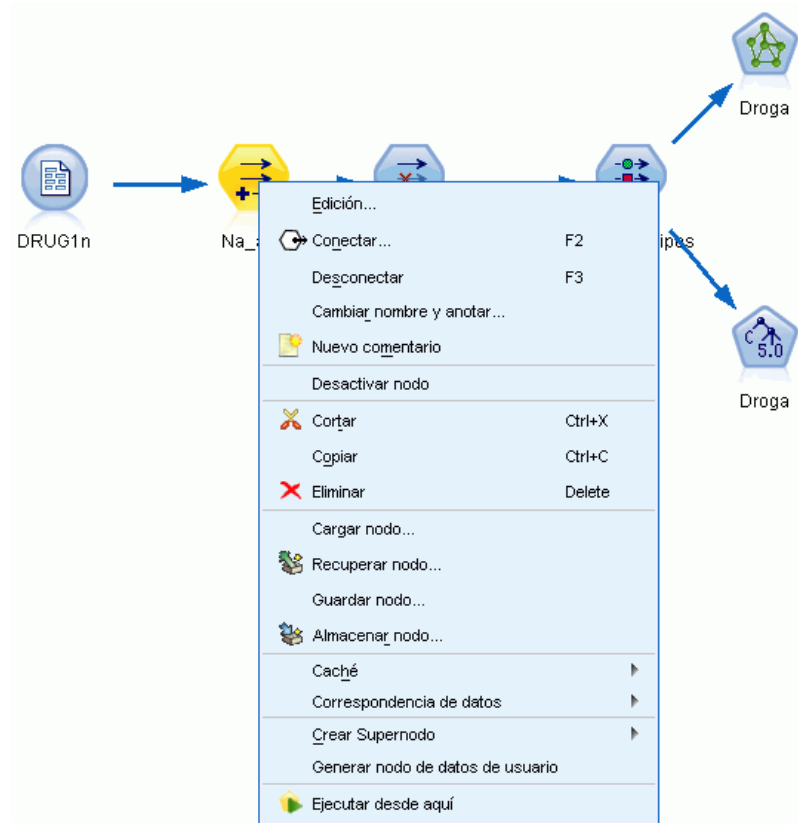 Droga
DRUG1n
Na_a
ipos
Edición...
Conectar... F2
Desconectar F3
Cambiar nombre y anotar...
Nuevo comentario
Desactivar nodo
C 5.0
Droga
Cortar Ctrl+X
Copiar Ctrl+C
Eliminar Delete
Cargar nodo...
Recuperar nodo...
Guardar nodo...
Almacenar nodo...
Caché
Correspondencia de datos
Crear Supernodo
Generar nodo de datos de usuario
Ejecutar desde aquí